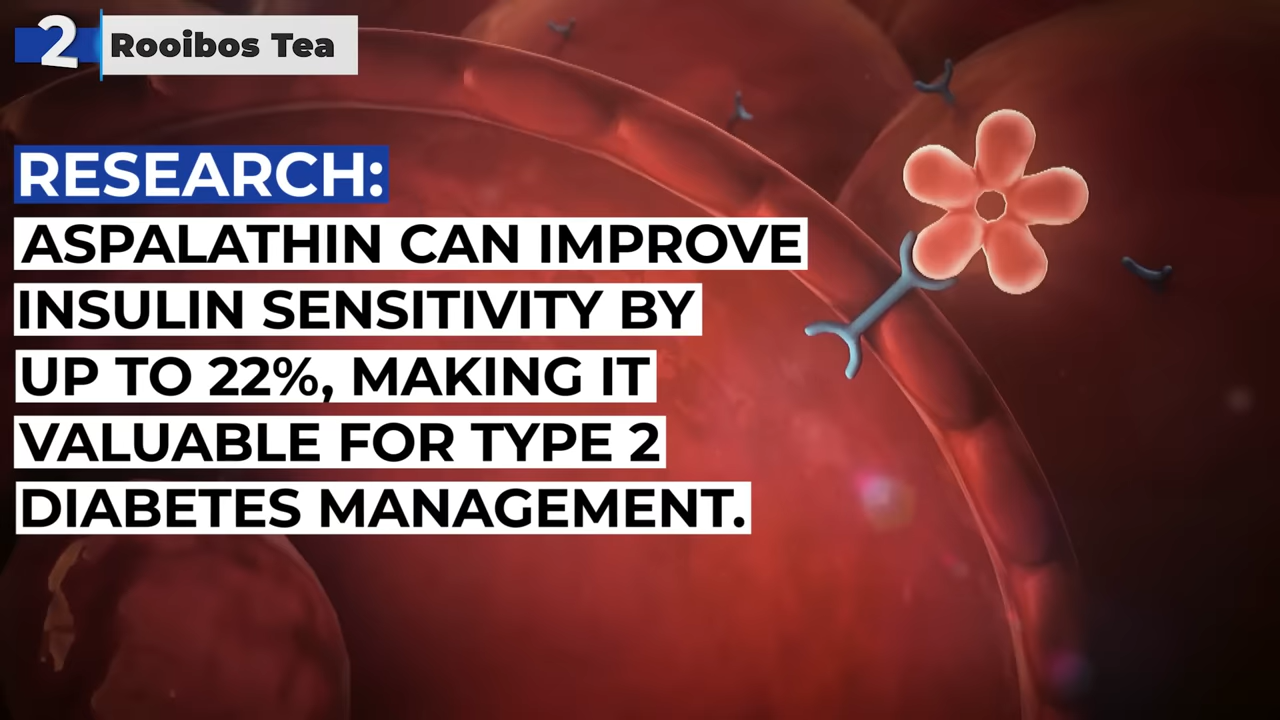 2
Rooibos Tea
RESEARCH:
ASPALATHIN CAN IMPROVE
INSULIN SENSITIVITY BY
UP TO 22%, MAKING IT
VALUABLE FOR TYPE 2
DIABETES MANAGEMENT.